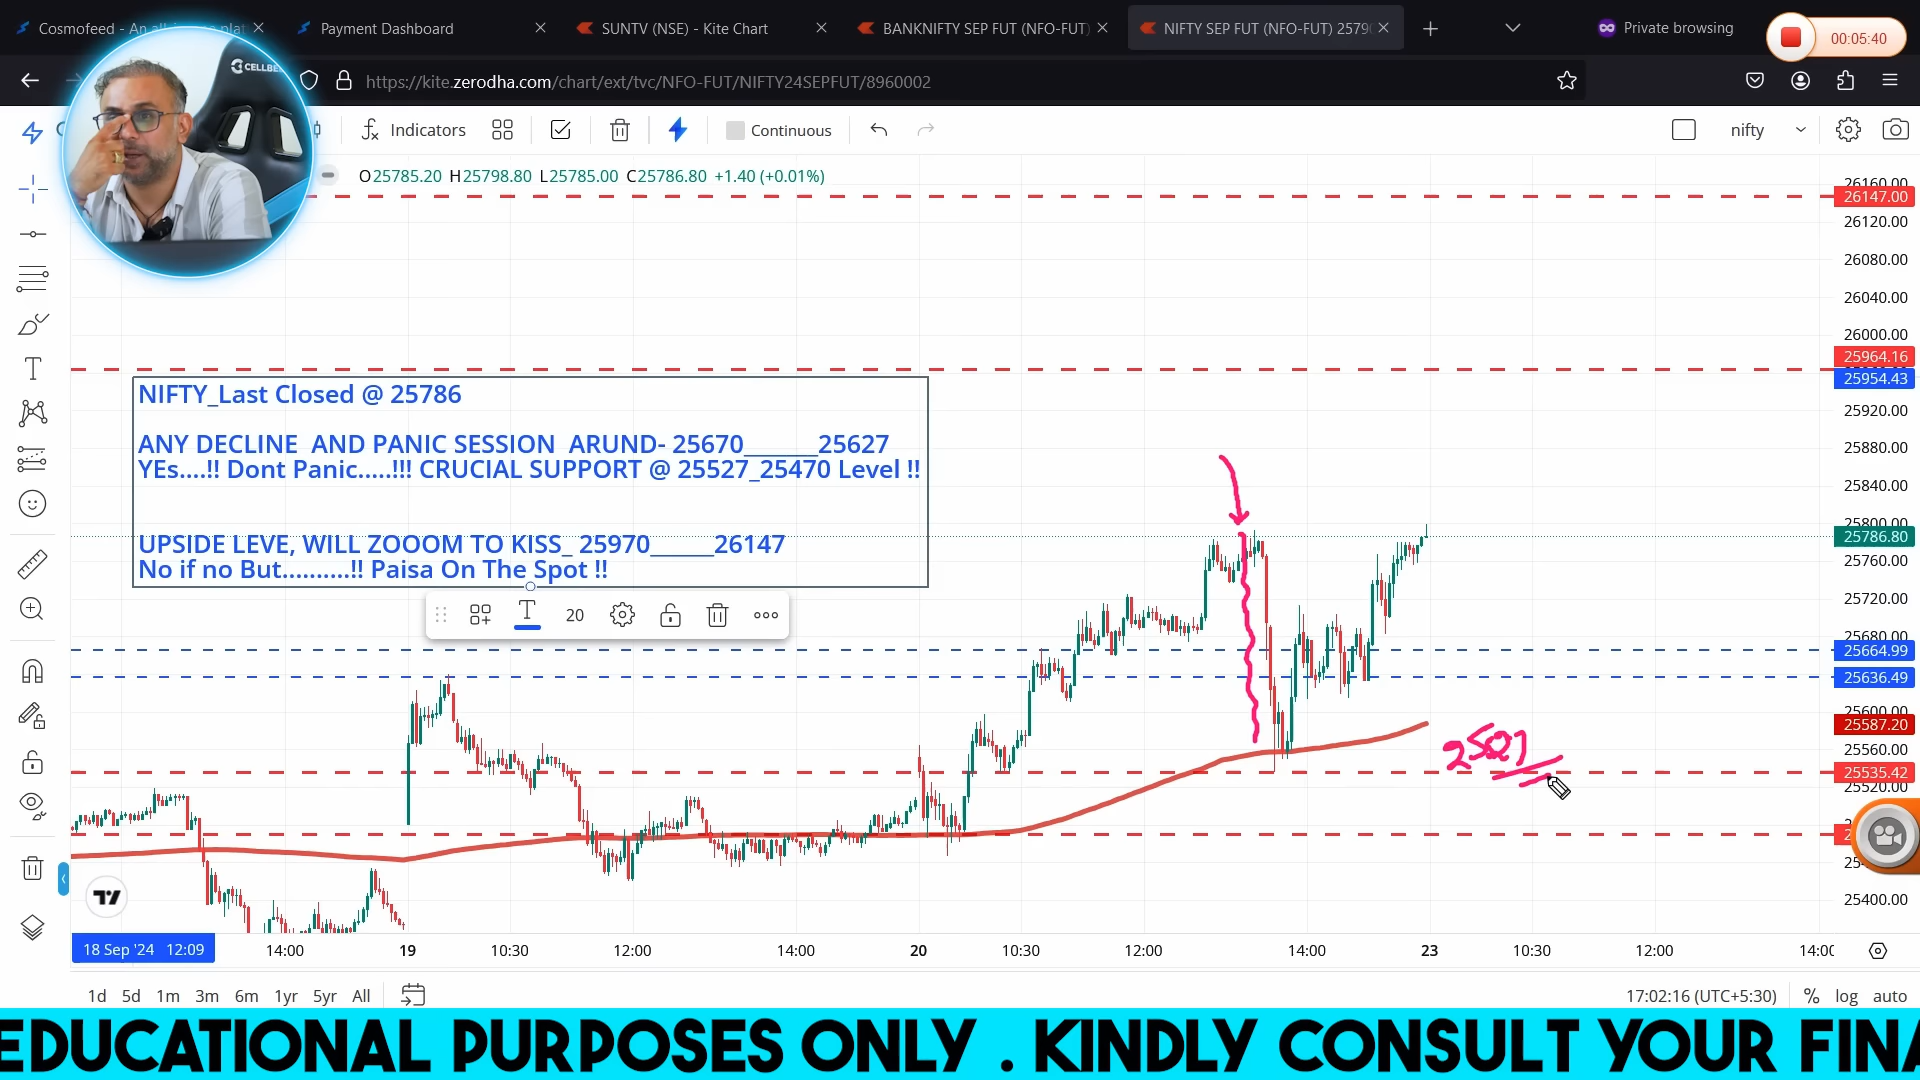 Cosmofeed - An all-in-one plat
Payment Dashboard
SUNTV (NSE) - Kite Chart
BANKNIFTY SEP FUT (NFO-FUT)
NIFTY SEP FUT (NFO-FUT) 2579
Private browsing
00:05:40
https://kite.zerodha.com/chart/ext/tvc/NFO-FUT/NIFTY24SEPFUT/8960002
Indicators
Continuous
nifty
O25785.20 H25798.80 L25785.00 C25786.80 +1.40 (+0.01%)
26160.00
26147.00
26120.00
26080.00
26040.00
26000.00
25964.16
25954.43
25920.00
25880.00
25840.00
25800.00
25786.80
25760.00
25720.00
25680.00
25664.99
25636.49
25600.00
25587.20
25560.00
25535.42
25520.00
25400.00
NIFTY_Last Closed @ 25786
ANY DECLINE AND PANIC SESSION ARUND- 25670______25627
YEs....!! Dont Panic.....!!! CRUCIAL SUPPORT @ 25527_25470 Level !!
UPSIDE LEVE, WILL ZOOOM TO KISS_ 25970______26147
No if no But..........!! Paisa On The Spot !!
20
18 Sep '24 12:09
14:00
19
10:30
12:00
14:00
20
10:30
12:00
14:00
23
10:30
12:00
1d 5d 1m 3m 6m 1yr 5yr All
17:02:16 (UTC+5:30)
% log auto
EDUCATIONAL PURPOSES ONLY . KINDLY CONSULT YOUR FINA